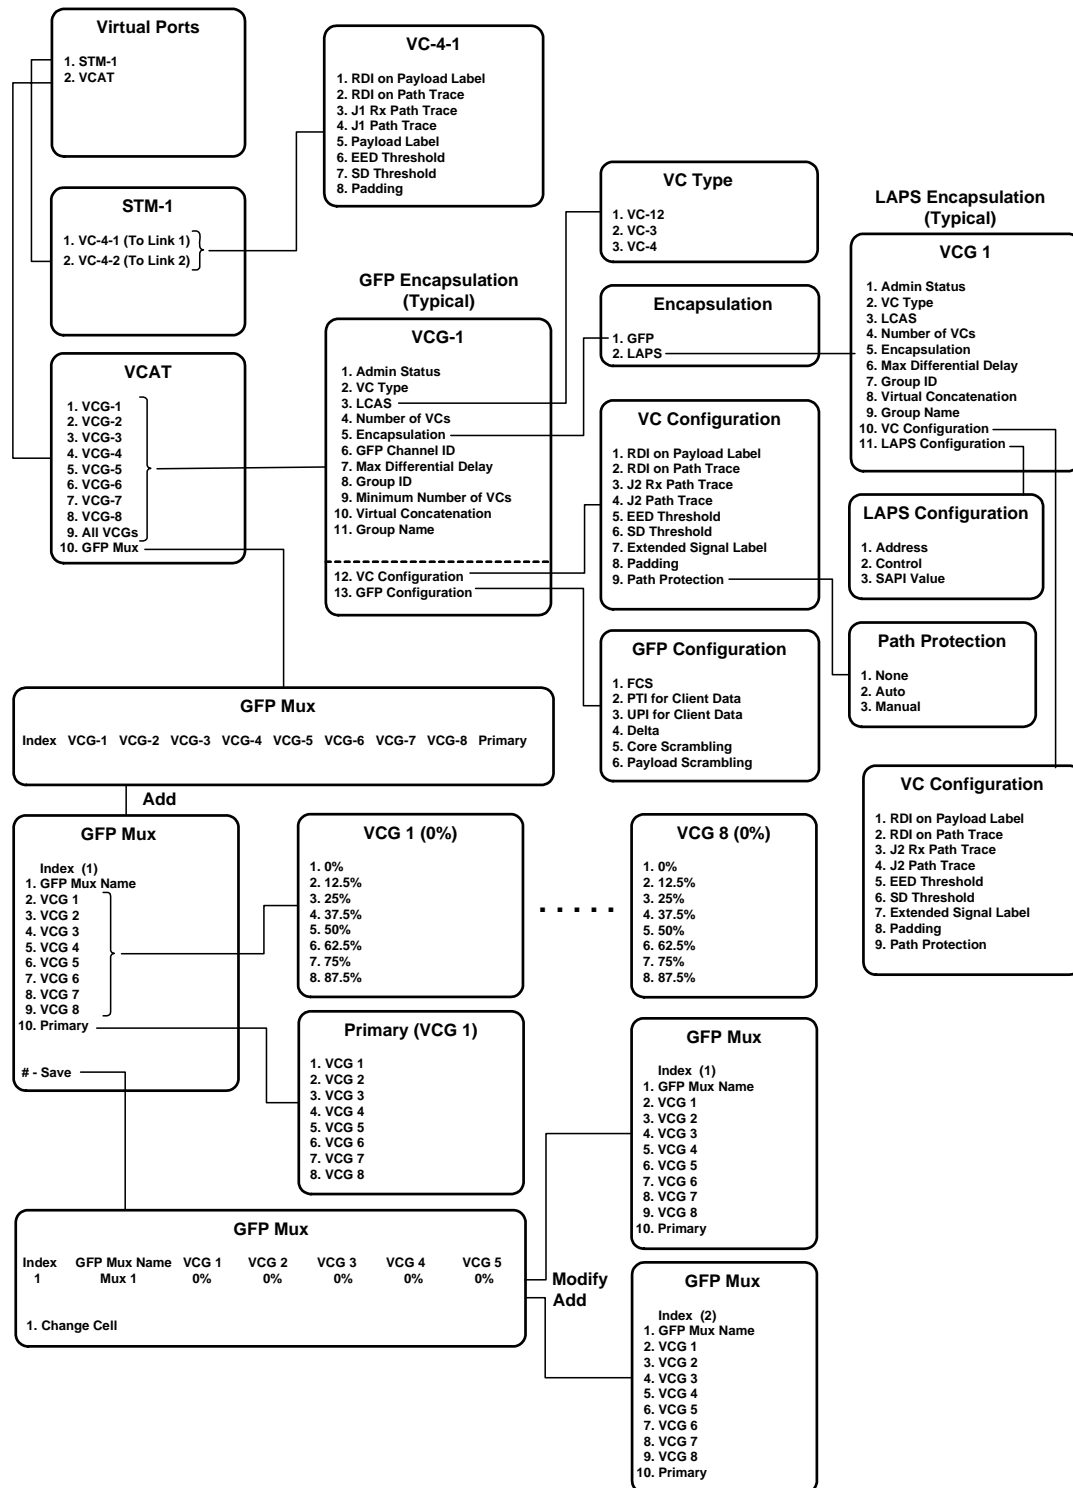 Virtual Ports
1. STM-1
2. VCAT
STM-1
1. VC-4-1 (To Link 1)
2. VC-4-2 (To Link 2)
VCAT
1. VCG-1
2. VCG-2
3. VCG-3
4. VCG-4
5. VCG-5
6. VCG-6
7. VCG-7
8. VCG-8
9. All VCGs
10. GFP Mux
VC-4-1
1. RDI on Payload Label
2. RDI on Path Trace
3. J1 Rx Path Trace
4. J1 Path Trace
5. Payload Label
6. EED Threshold
7. SD Threshold
8. Padding
GFP Encapsulation
(Typical)
VCG-1
1. Admin Status
2. VC Type
3. LCAS
4. Number of VCs
5. Encapsulation
6. GFP Channel ID
7. Max Differential Delay
8. Group ID
9. Minimum Number of VCs
10. Virtual Concatenation
11. Group Name
12. VC Configuration
13. GFP Configuration
VC Type
1. VC-12
2. VC-3
3. VC-4
Encapsulation
1. GFP
2. LAPS
VC Configuration
1. RDI on Payload Label
2. RDI on Path Trace
3. J2 Rx Path Trace
4. J2 Path Trace
5. EED Threshold
6. SD Threshold
7. Extended Signal Label
8. Padding
9. Path Protection
GFP Configuration
1. FCS
2. PTI for Client Data
3. UPI for Client Data
4. Delta
5. Core Scrambling
6. Payload Scrambling
LAPS Encapsulation
(Typical)
VCG 1
1. Admin Status
2. VC Type
3. LCAS
4. Number of VCs
5. Encapsulation
6. Max Differential Delay
7. Group ID
8. Virtual Concatenation
9. Group Name
10. VC Configuration
11. LAPS Configuration
LAPS Configuration
1. Address
2. Control
3. SAPI Value
Path Protection
1. None
2. Auto
3. Manual
VC Configuration
1. RDI on Payload Label
2. RDI on Path Trace
3. J2 Rx Path Trace
4. J2 Path Trace
5. EED Threshold
6. SD Threshold
7. Extended Signal Label
8. Padding
9. Path Protection
GFP Mux
Index VCG-1 VCG-2 VCG-3 VCG-4 VCG-5 VCG-6 VCG-7 VCG-8 Primary
Add
GFP Mux
Index (1)
1. GFP Mux Name
2. VCG 1
3. VCG 2
4. VCG 3
5. VCG 4
6. VCG 5
7. VCG 6
8. VCG 7
9. VCG 8
10. Primary
# - Save
VCG 1 (0%)
1. 0%
2. 12.5%
3. 25%
4. 37.5%
5. 50%
6. 62.5%
7. 75%
8. 87.5%
. . . . .
VCG 8 (0%)
1. 0%
2. 12.5%
3. 25%
4. 37.5%
5. 50%
6. 62.5%
7. 75%
8. 87.5%
Primary (VCG 1)
1. VCG 1
2. VCG 2
3. VCG 3
4. VCG 4
5. VCG 5
6. VCG 6
7. VCG 7
8. VCG 8
GFP Mux
Index (1)
1. GFP Mux Name
2. VCG 1
3. VCG 2
4. VCG 3
5. VCG 4
6. VCG 5
7. VCG 6
8. VCG 7
9. VCG 8
10. Primary
GFP Mux
Index GFP Mux Name VCG 1 VCG 2 VCG 3 VCG 4 VCG 5
1 Mux 1 0% 0% 0% 0% 0%
1. Change Cell
Modify
Add
GFP Mux
Index (2)
1. GFP Mux Name
2. VCG 1
3. VCG 2
4. VCG 3
5. VCG 4
6. VCG 5
7. VCG 6
8. VCG 7
9. VCG 8
10. Primary